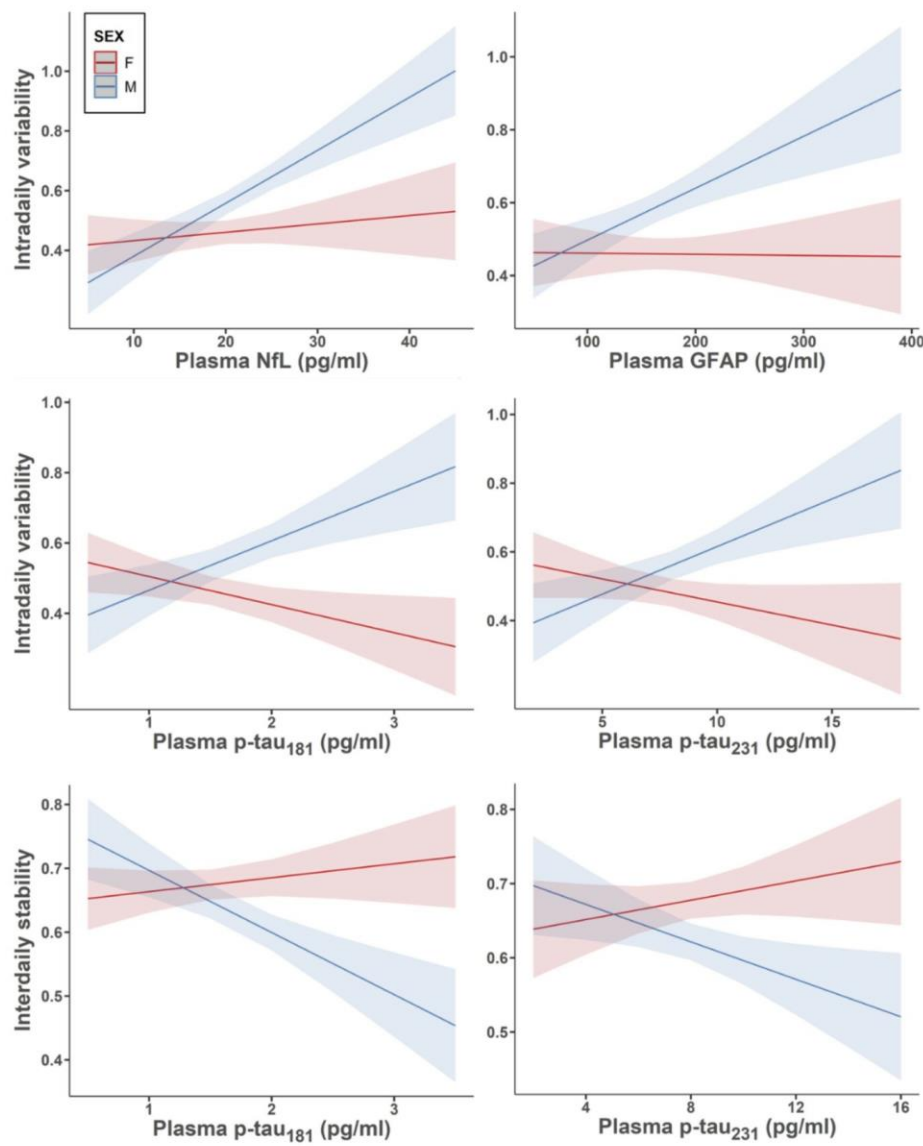 SEX
F
M
Intradaily variability
1.0
0.8
0.6
0.4
10 20 30 40
Plasma NfL (pg/ml)
1.0
0.8
0.6
0.4
100 200 300 400
Plasma GFAP (pg/ml)
Intradaily variability
1.0
0.8
0.6
0.4
1 2 3
Plasma p-tau₁₈₁ (pg/ml)
1.0
0.8
0.6
0.4
5 10 15
Plasma p-tau₂₃₁ (pg/ml)
Interdaily stability
0.8
0.7
0.6
0.5
0.4
1 2 3
Plasma p-tau₁₈₁ (pg/ml)
0.8
0.7
0.6
0.5
4 8 12 16
Plasma p-tau₂₃₁ (pg/ml)